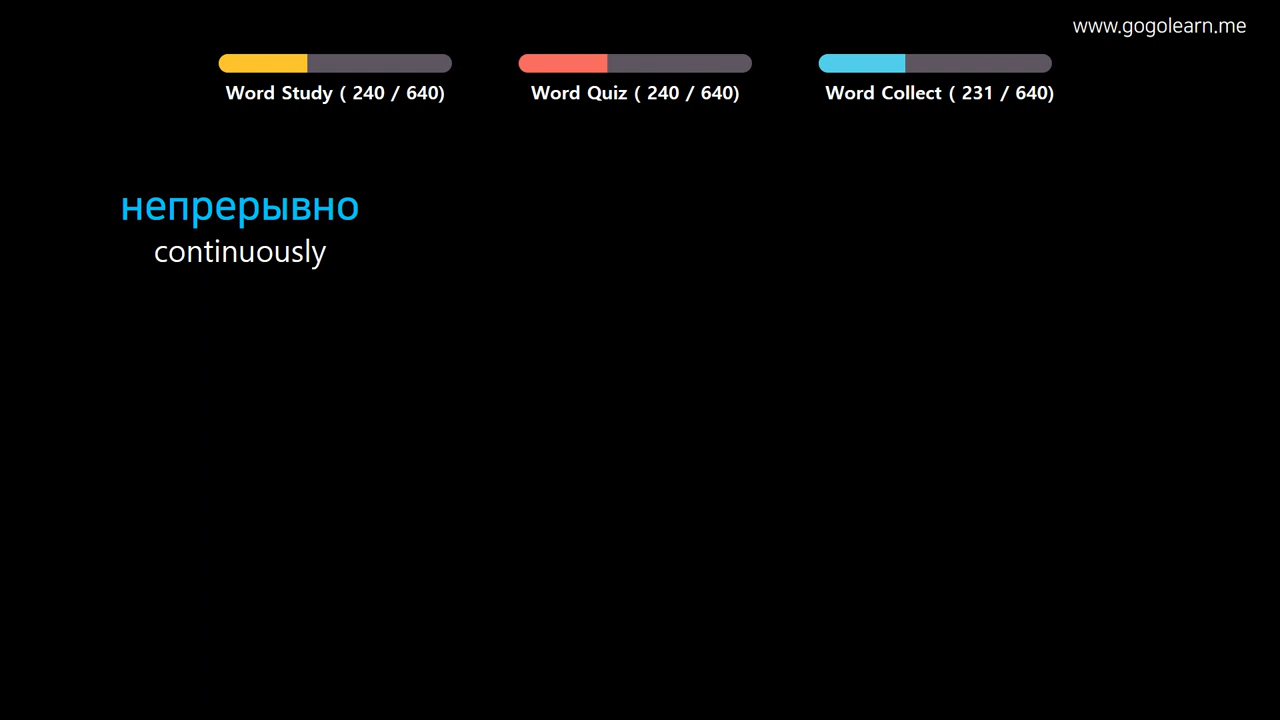 www.gogolearn.me
Word Study ( 240 / 640)
Word Quiz ( 240 / 640)
Word Collect ( 231 / 640)
непрерывно
continuously